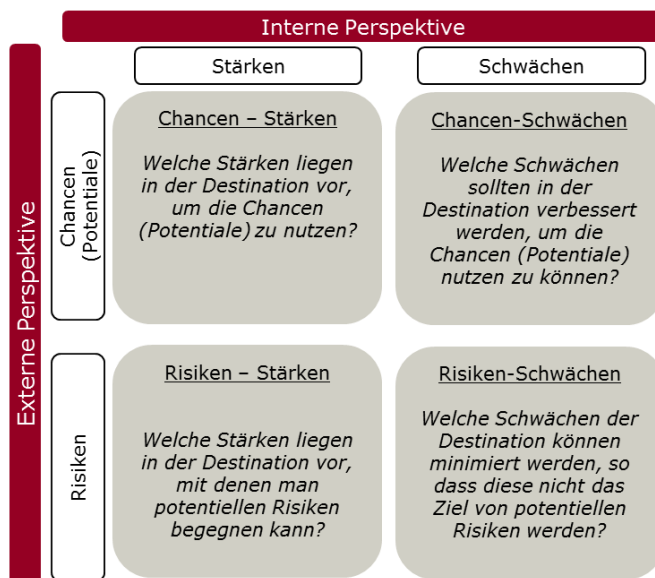 Interne Perspektive
Stärken
Schwächen
Externe Perspektive
Chancen
(Potentiale)
Chancen – Stärken
Welche Stärken liegen
in der Destination vor,
um die Chancen
(Potentiale) zu nutzen?
Chancen-Schwächen
Welche Schwächen
sollten in der
Destination verbessert
werden, um die
Chancen (Potentiale)
nutzen zu können?
Risiken
Risiken – Stärken
Welche Stärken liegen
in der Destination vor,
mit denen man
potentiellen Risiken
begegnen kann?
Risiken-Schwächen
Welche Schwächen der
Destination können
minimiert werden, so
dass diese nicht das
Ziel von potentiellen
Risiken werden?